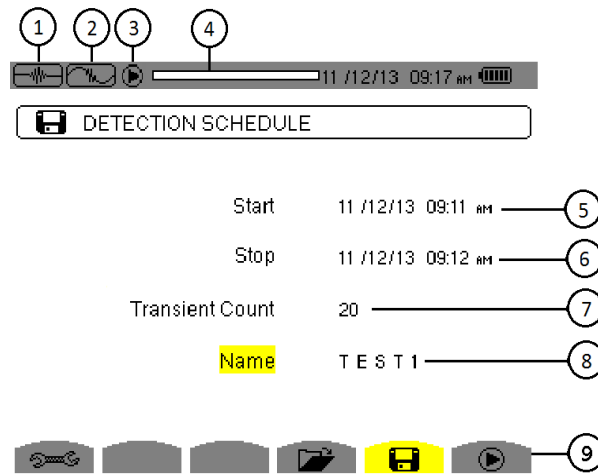 1 2 3 4
11 /12/13 09:17 AM
DETECTION SCHEDULE
Start 11 /12/13 09:11 AM 5
Stop 11 /12/13 09:12 AM 6
Transient Count 20 7
Name T E S T 1 8
9